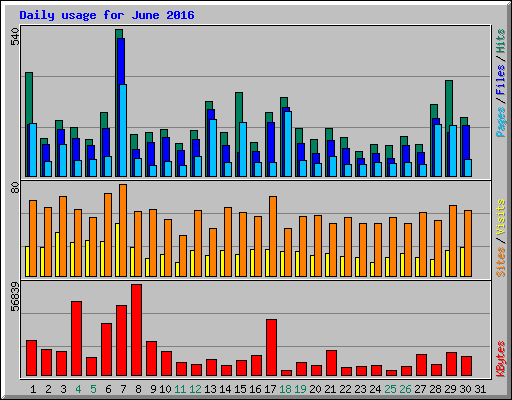 Daily usage for June 2016
540
Pages / Files / Hits
80
Sites / Visits
56839
KBytes
1 2 3 4 5 6 7 8 9 10 11 12 13 14 15 16 17 18 19 20 21 22 23 24 25 26 27 28 29 30 31